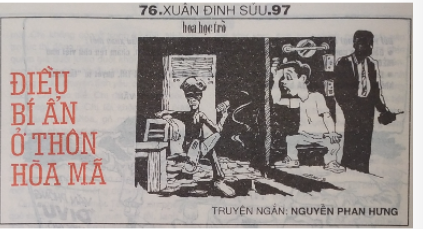 76.XUÂN ĐINH SỬU.97
hoa học trò
ĐIỀU
BÍ ẨN
Ở THÔN
HÒA MÃ
TRUYỆN NGẮN: NGUYỄN PHAN HƯNG